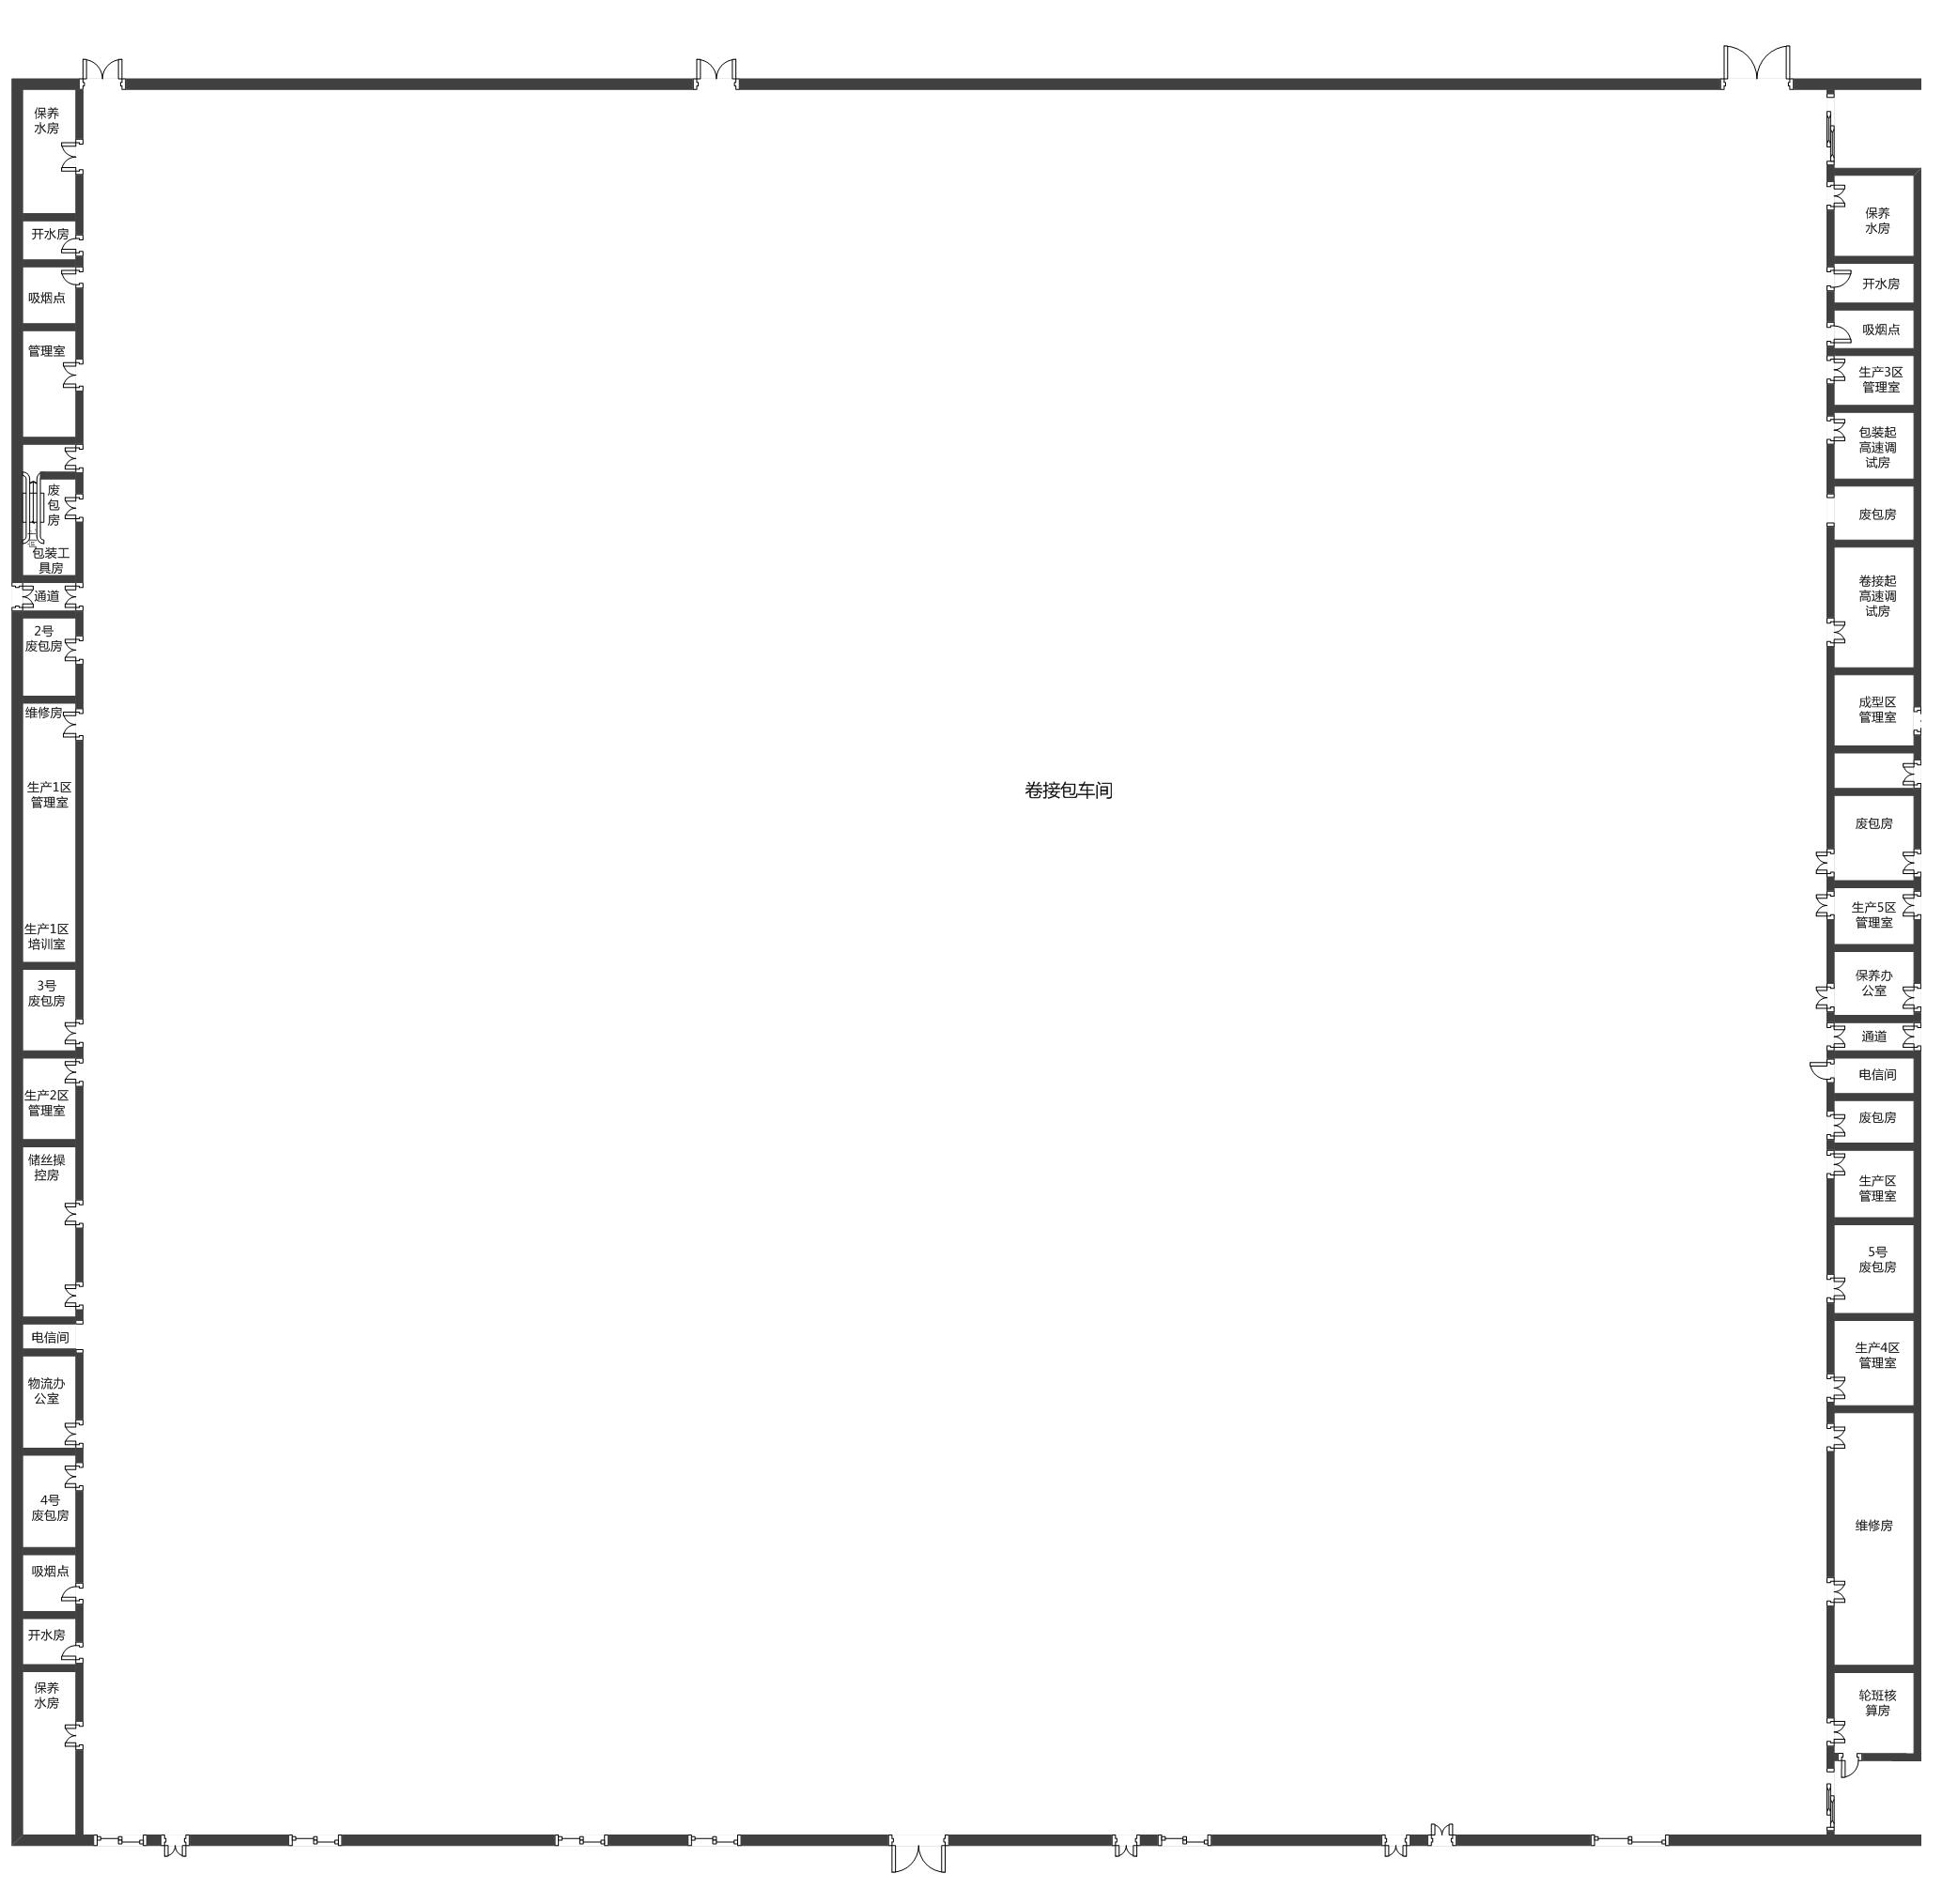 保养
水房
开水房
吸烟点
管理室
废
包
房
包装工
具房
通道
2号
废包房
维修房
生产1区
管理室
生产1区
培训室
3号
废包房
生产2区
管理室
储丝操
控房
电信间
物流办
公室
4号
废包房
吸烟点
开水房
保养
水房
卷接包车间
保养
水房
开水房
吸烟点
生产3区
管理室
包装起
高速调
试房
废包房
卷接起
高速调
试房
成型区
管理室
废包房
生产5区
管理室
保养办
公室
通道
电信间
废包房
生产区
管理室
5号
废包房
生产4区
管理室
维修房
轮班核
算房